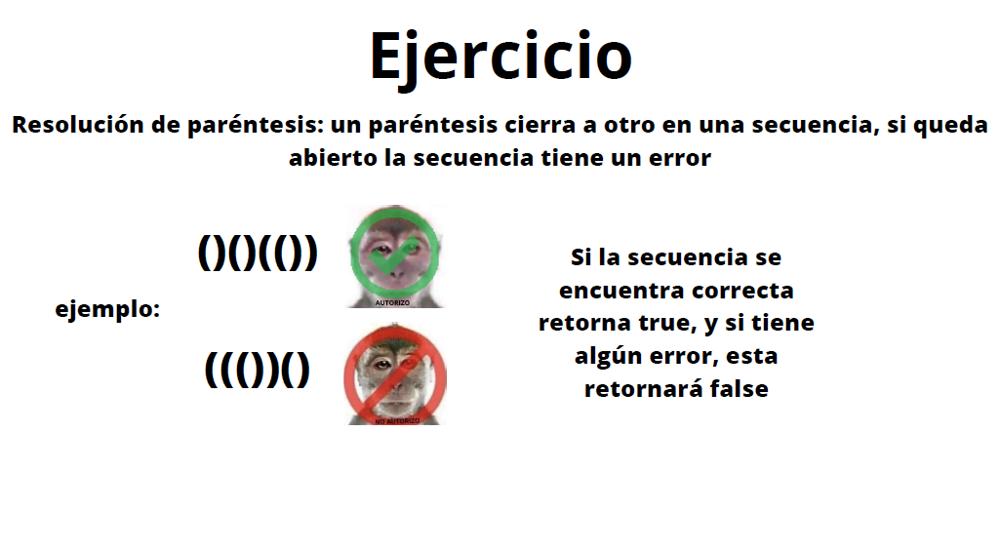 Ejercicio
Resolución de paréntesis: un paréntesis cierra a otro en una secuencia, si queda
abierto la secuencia tiene un error
()()(())
AUTORIZO
ejemplo:
((())()
NO AUTORIZO
Si la secuencia se
encuentra correcta
retorna true, y si tiene
algún error, esta
retornará false